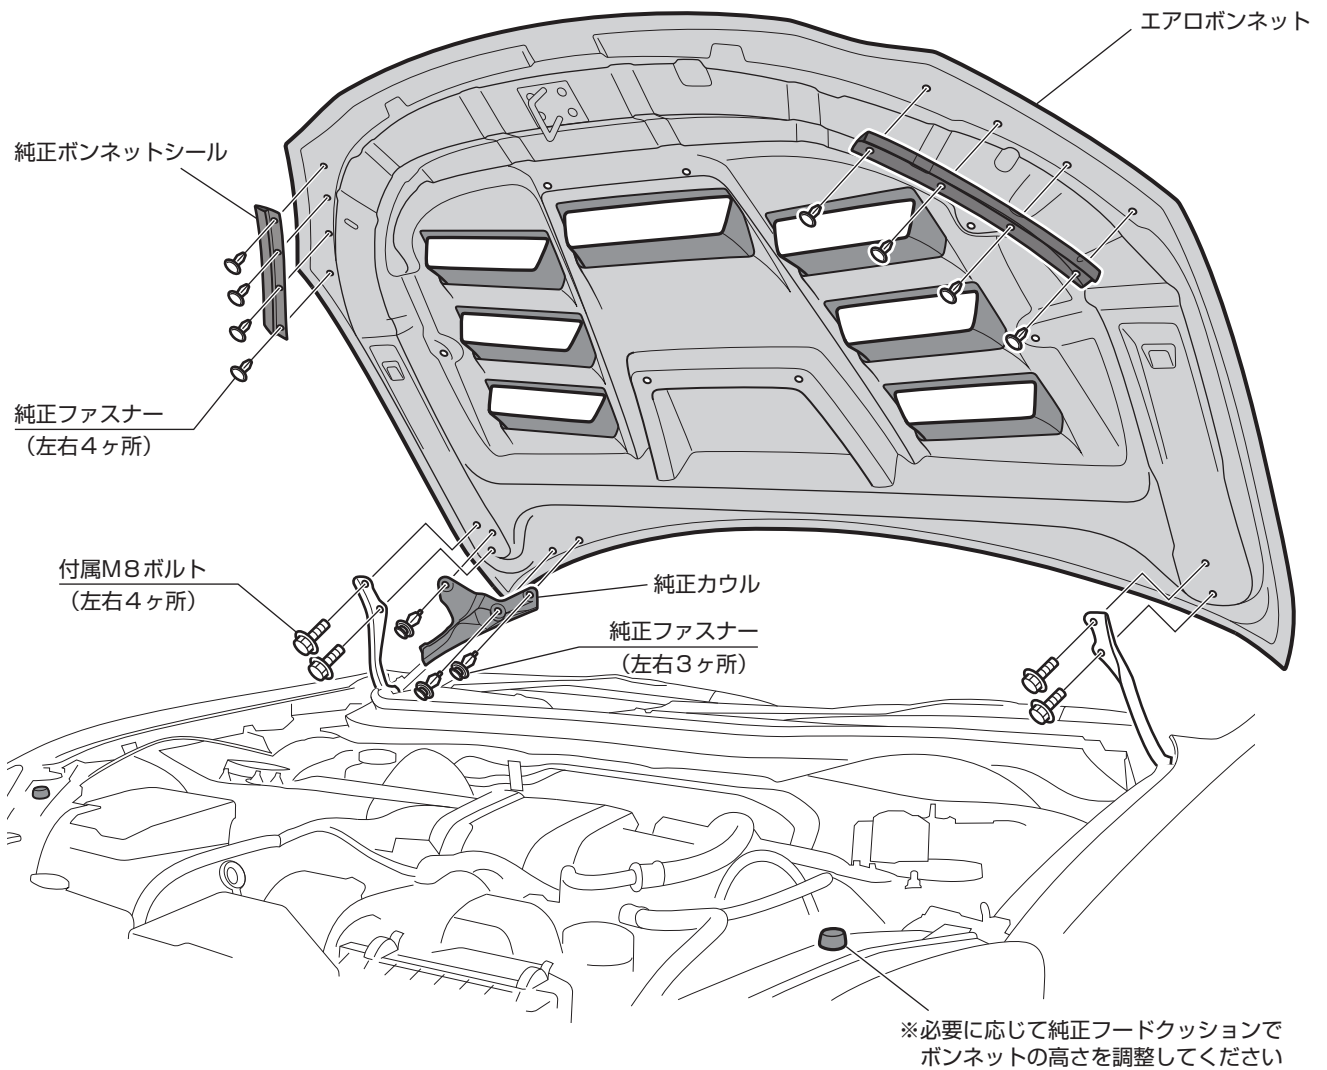 エアロボンネット
純正ボンネットシール
純正ファスナー
（左右４ヶ所）
付属Ｍ８ボルト
（左右４ヶ所）
純正カウル
純正ファスナー
（左右３ヶ所）
※必要に応じて純正フードクッションで
ボンネットの高さを調整してください